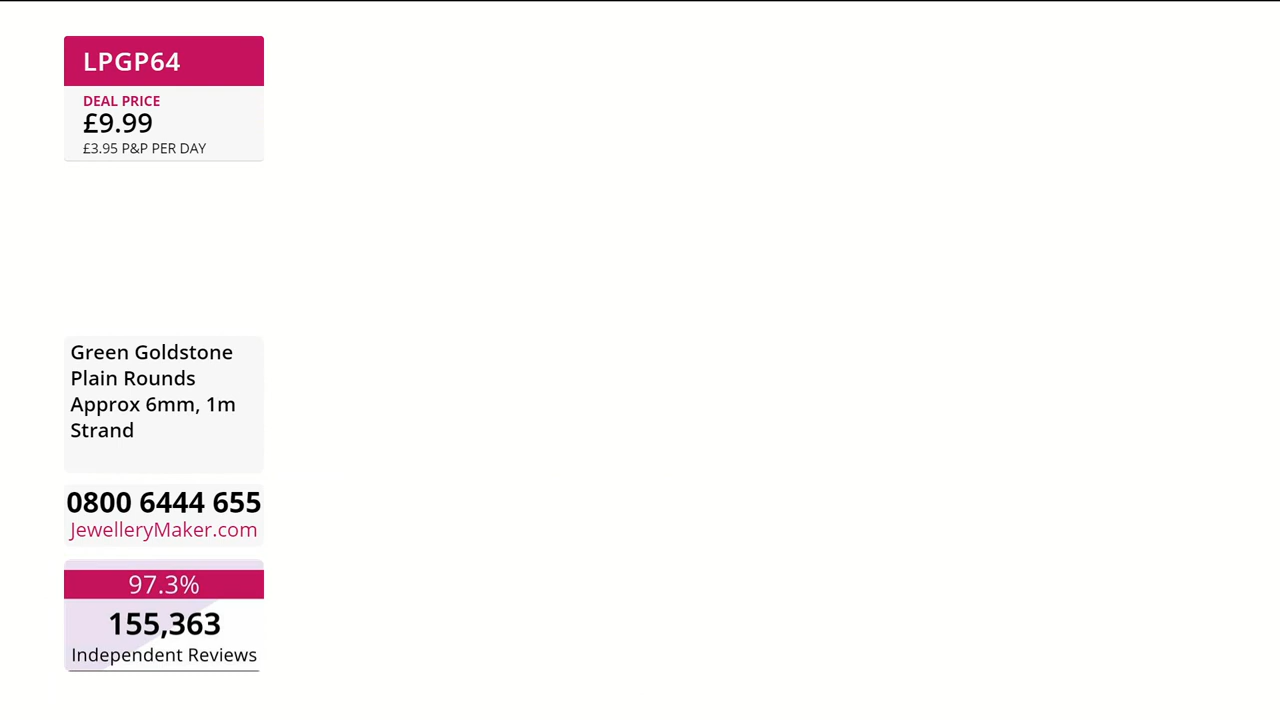 LPGP64
DEAL PRICE
£9.99
£3.95 P&P PER DAY
Green Goldstone
Plain Rounds
Approx 6mm, 1m
Strand
0800 6444 655
JewelleryMaker.com
97.3%
155,363
Independent Reviews